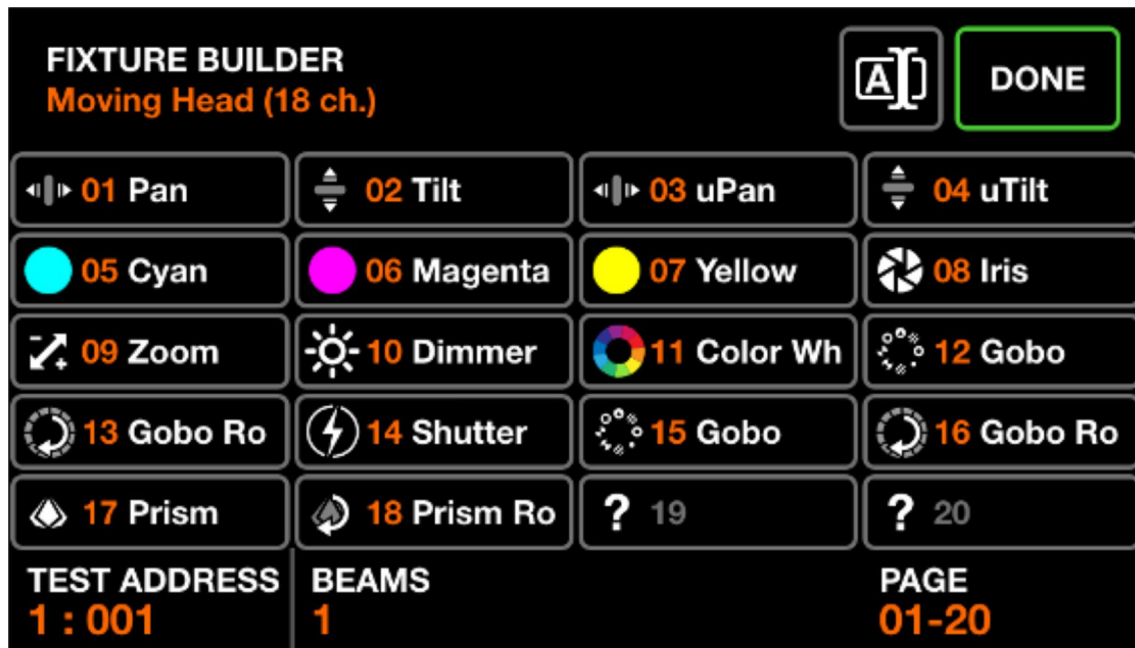 FIXTURE BUILDER
Moving Head (18 ch.)
A
DONE
01 Pan
02 Tilt
03 uPan
04 uTilt
05 Cyan
06 Magenta
07 Yellow
08 Iris
09 Zoom
10 Dimmer
11 Color Wh
12 Gobo
13 Gobo Ro
14 Shutter
15 Gobo
16 Gobo Ro
17 Prism
18 Prism Ro
? 19
? 20
TEST ADDRESS
1 : 001
BEAMS
1
PAGE
01-20